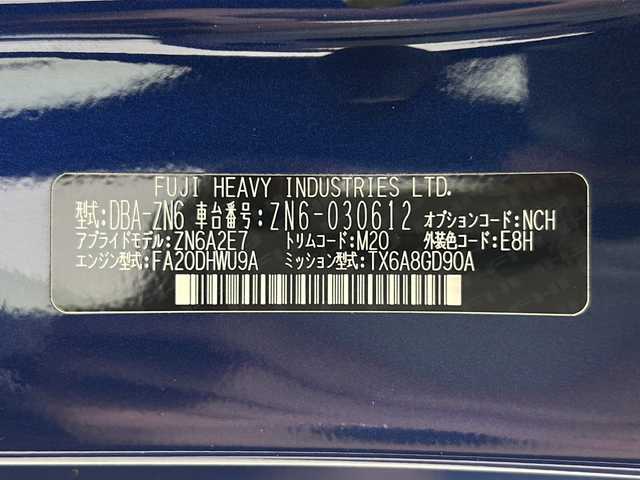 FUJI HEAVY INDUSTRIES LTD.
型式:DBA-ZN6 車台番号:ZN6-030612 オプションコード:NCH
アプライドモデル:ZN6A2E7 トリムコード:M20 外装色コード:E8H
エンジン型式:FA20DHWU9A ミッション型式:TX6A8GD90A